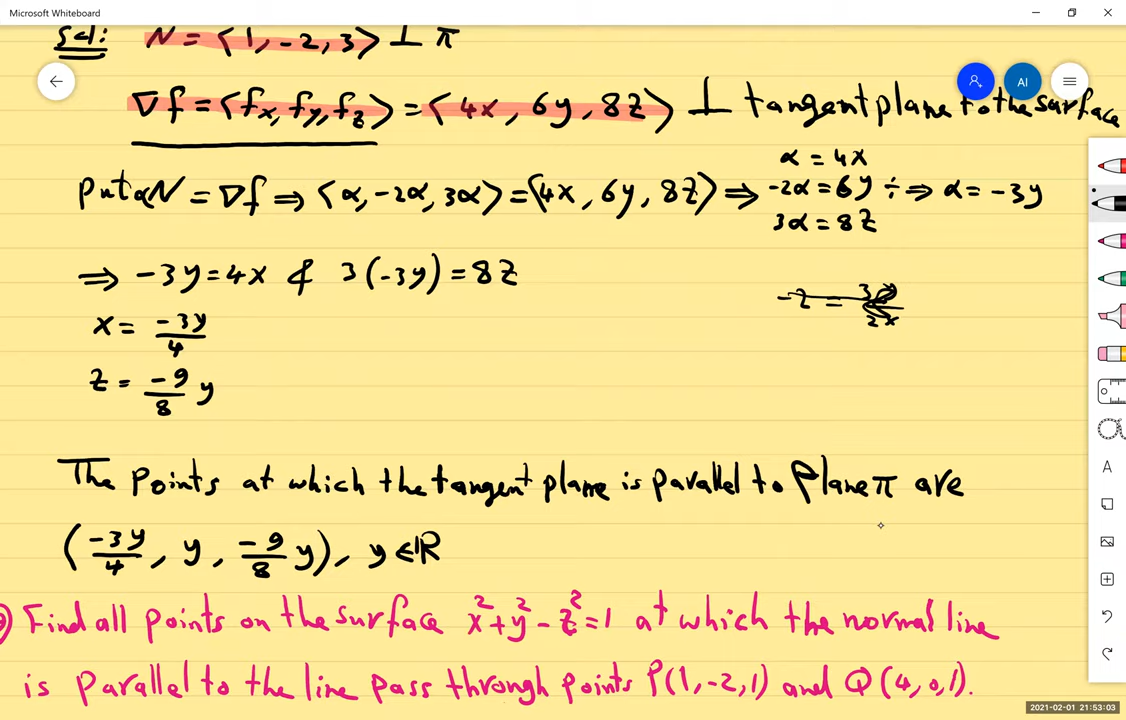 Microsoft Whiteboard
Sol: N = <1, -2, 3> ⊥ π
AI
∇f = <fx, fy, fz> = <4x, 6y, 8z> ⊥ tangent plane to the surface
Put αN = ∇f ⇒ <α, -2α, 3α> = <4x, 6y, 8z> ⇒
α = 4x
-2α = 6y ÷ ⇒ α = -3y
3α = 8z
⇒ -3y = 4x & 3(-3y) = 8z
x = -3y/4
z = -9/8 y
The points at which the tangent plane is parallel to plane π are
(-3y/4, y, -9/8 y), y ∈ ℝ
Find all points on the surface x²+y²-z²=1 at which the normal line
is parallel to the line pass through points P(1,-2,1) and Q(4,0,1).
2021-02-01 21:53:03